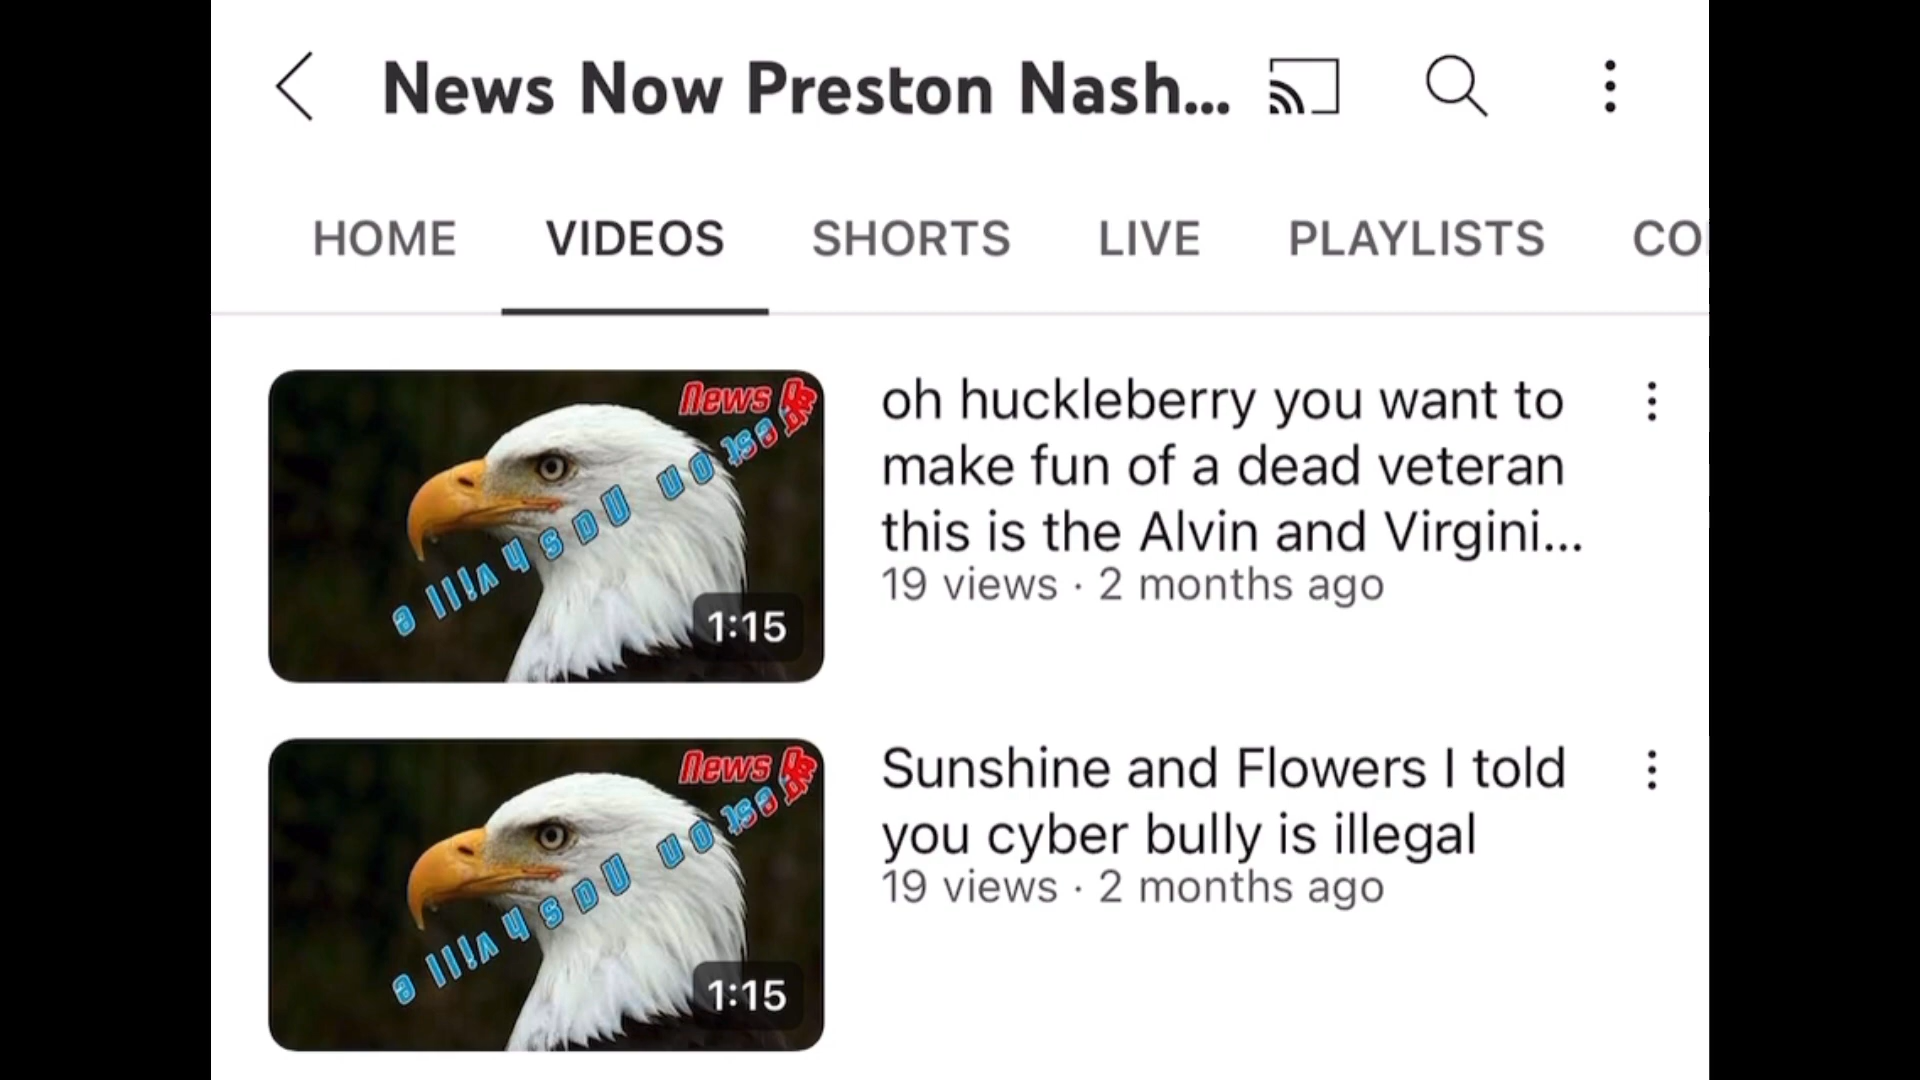 News Now Preston Nash...
HOME VIDEOS SHORTS LIVE PLAYLISTS CO
News
1:15
oh huckleberry you want to
make fun of a dead veteran
this is the Alvin and Virgini...
19 views · 2 months ago
News
1:15
Sunshine and Flowers I told
you cyber bully is illegal
19 views · 2 months ago